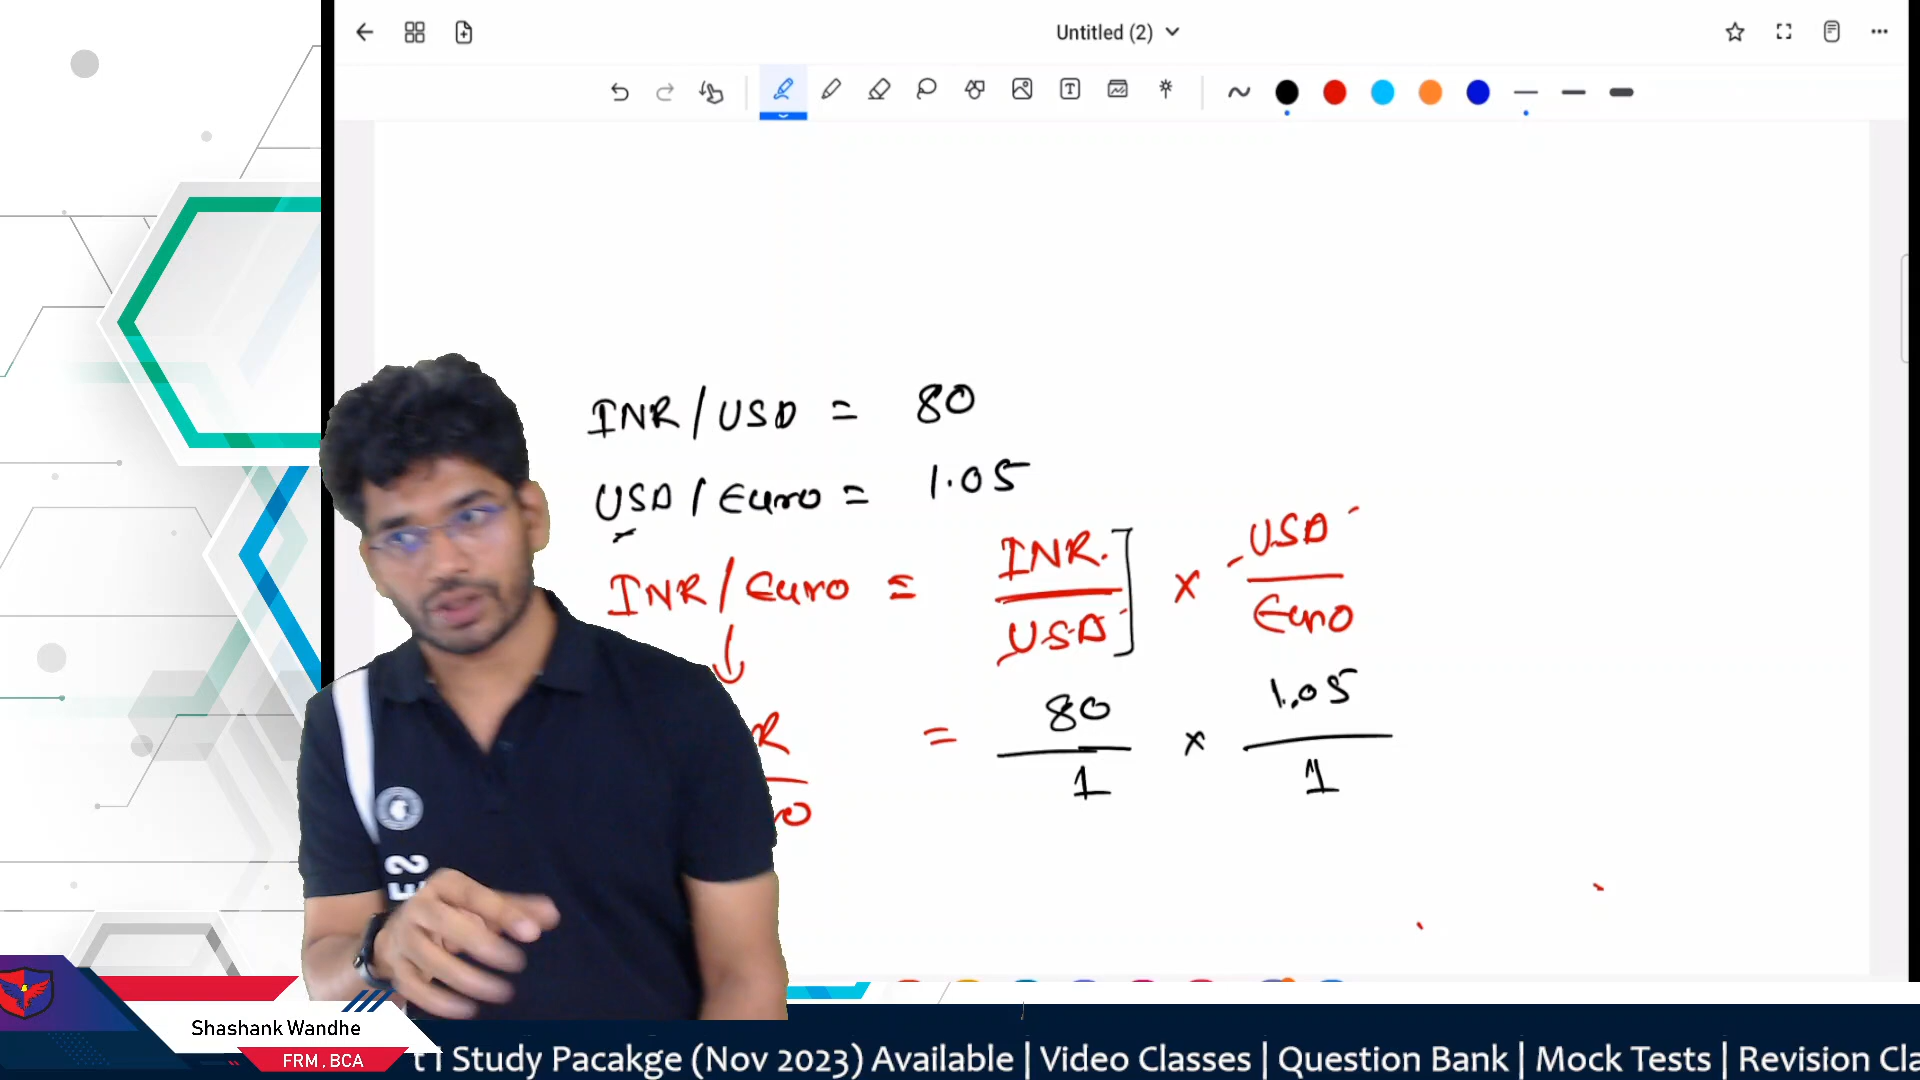 Untitled (2)
INR/USD = 80
USD/Euro = 1.05
INR/Euro = INR/USD × USD/Euro
= 80/1 × 1.05/1
Shashank Wandhe
FRM, BCA
1 Study Pacakge (Nov 2023) Available | Video Classes | Question Bank | Mock Tests | Revision Cla